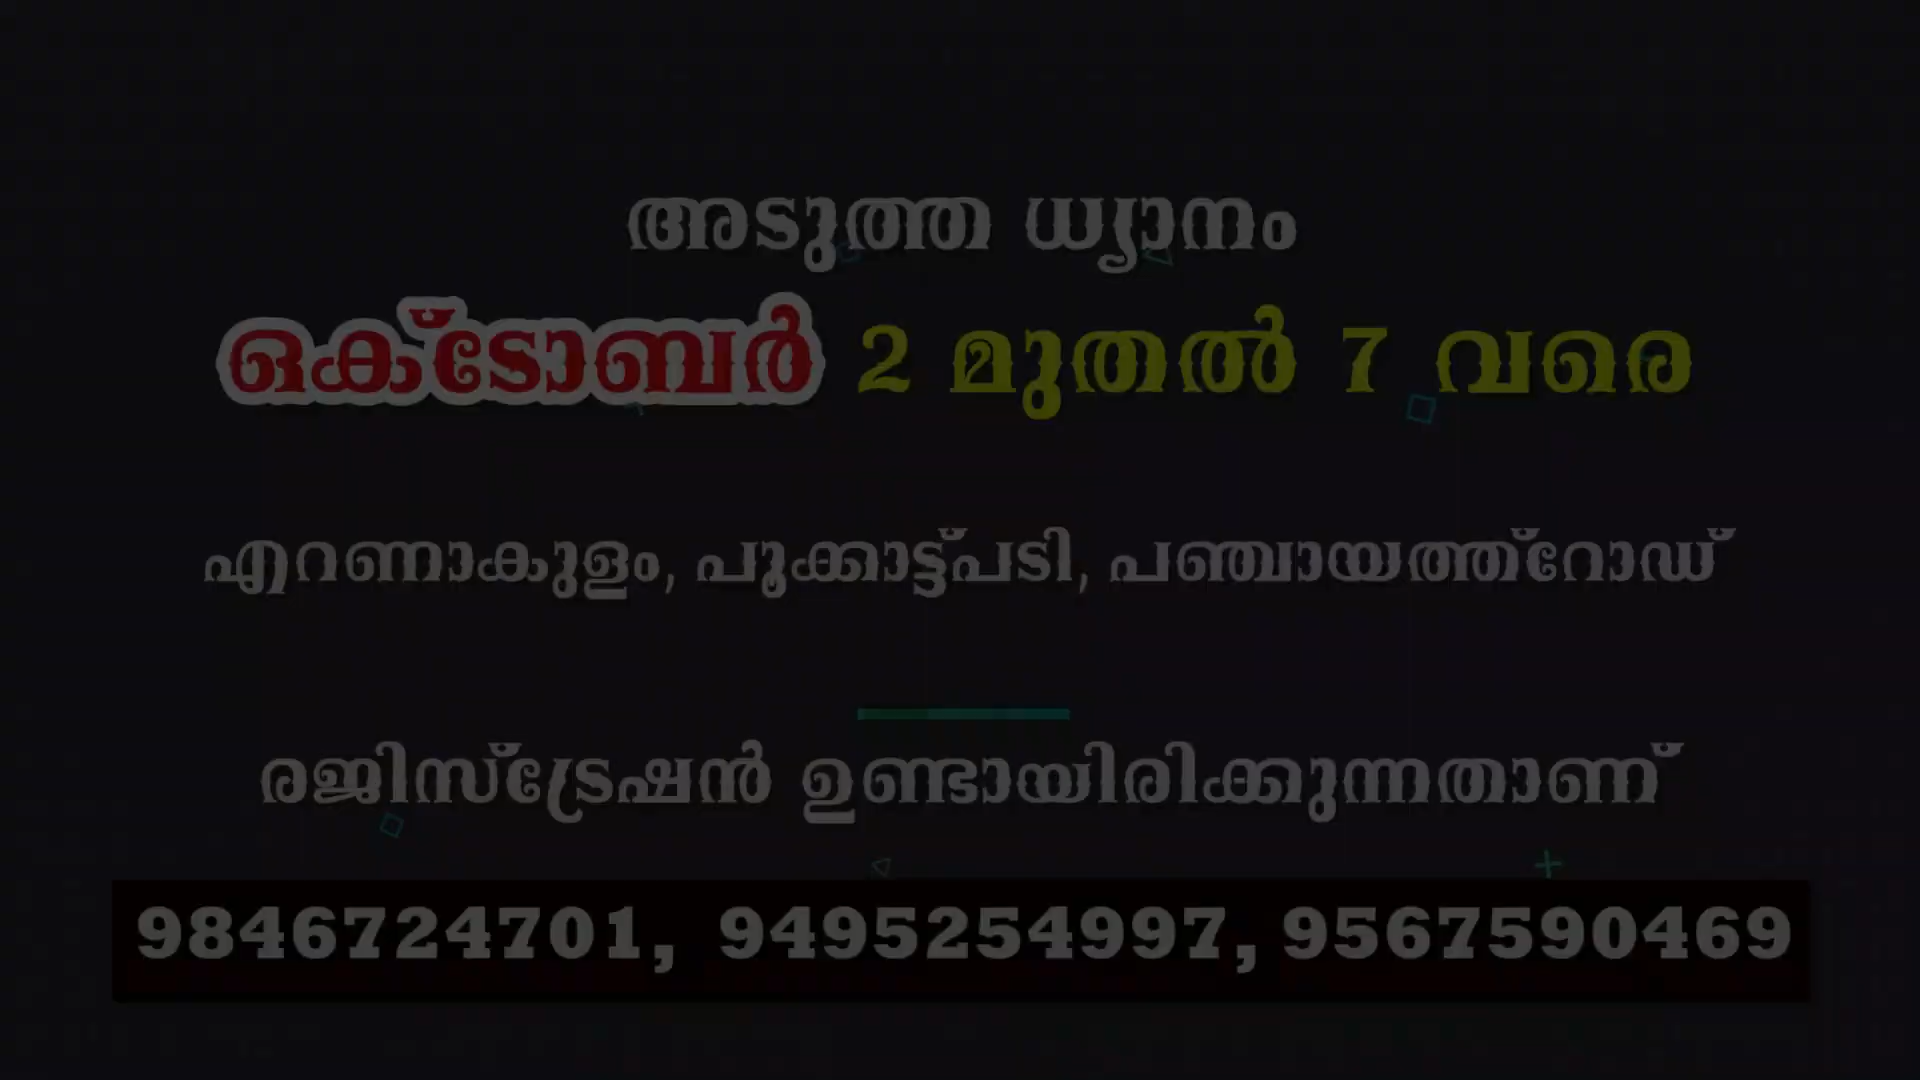 അടുത്ത ധ്യാനം
ഒക്ടോബർ 2 മുതൽ 7 വരെ
എറണാകുളം, പൂക്കാട്ട്പടി, പഞ്ചായത്ത്റോഡ്
രജിസ്ട്രേഷൻ ഉണ്ടായിരിക്കുന്നതാണ്
9846724701, 9495254997, 9567590469